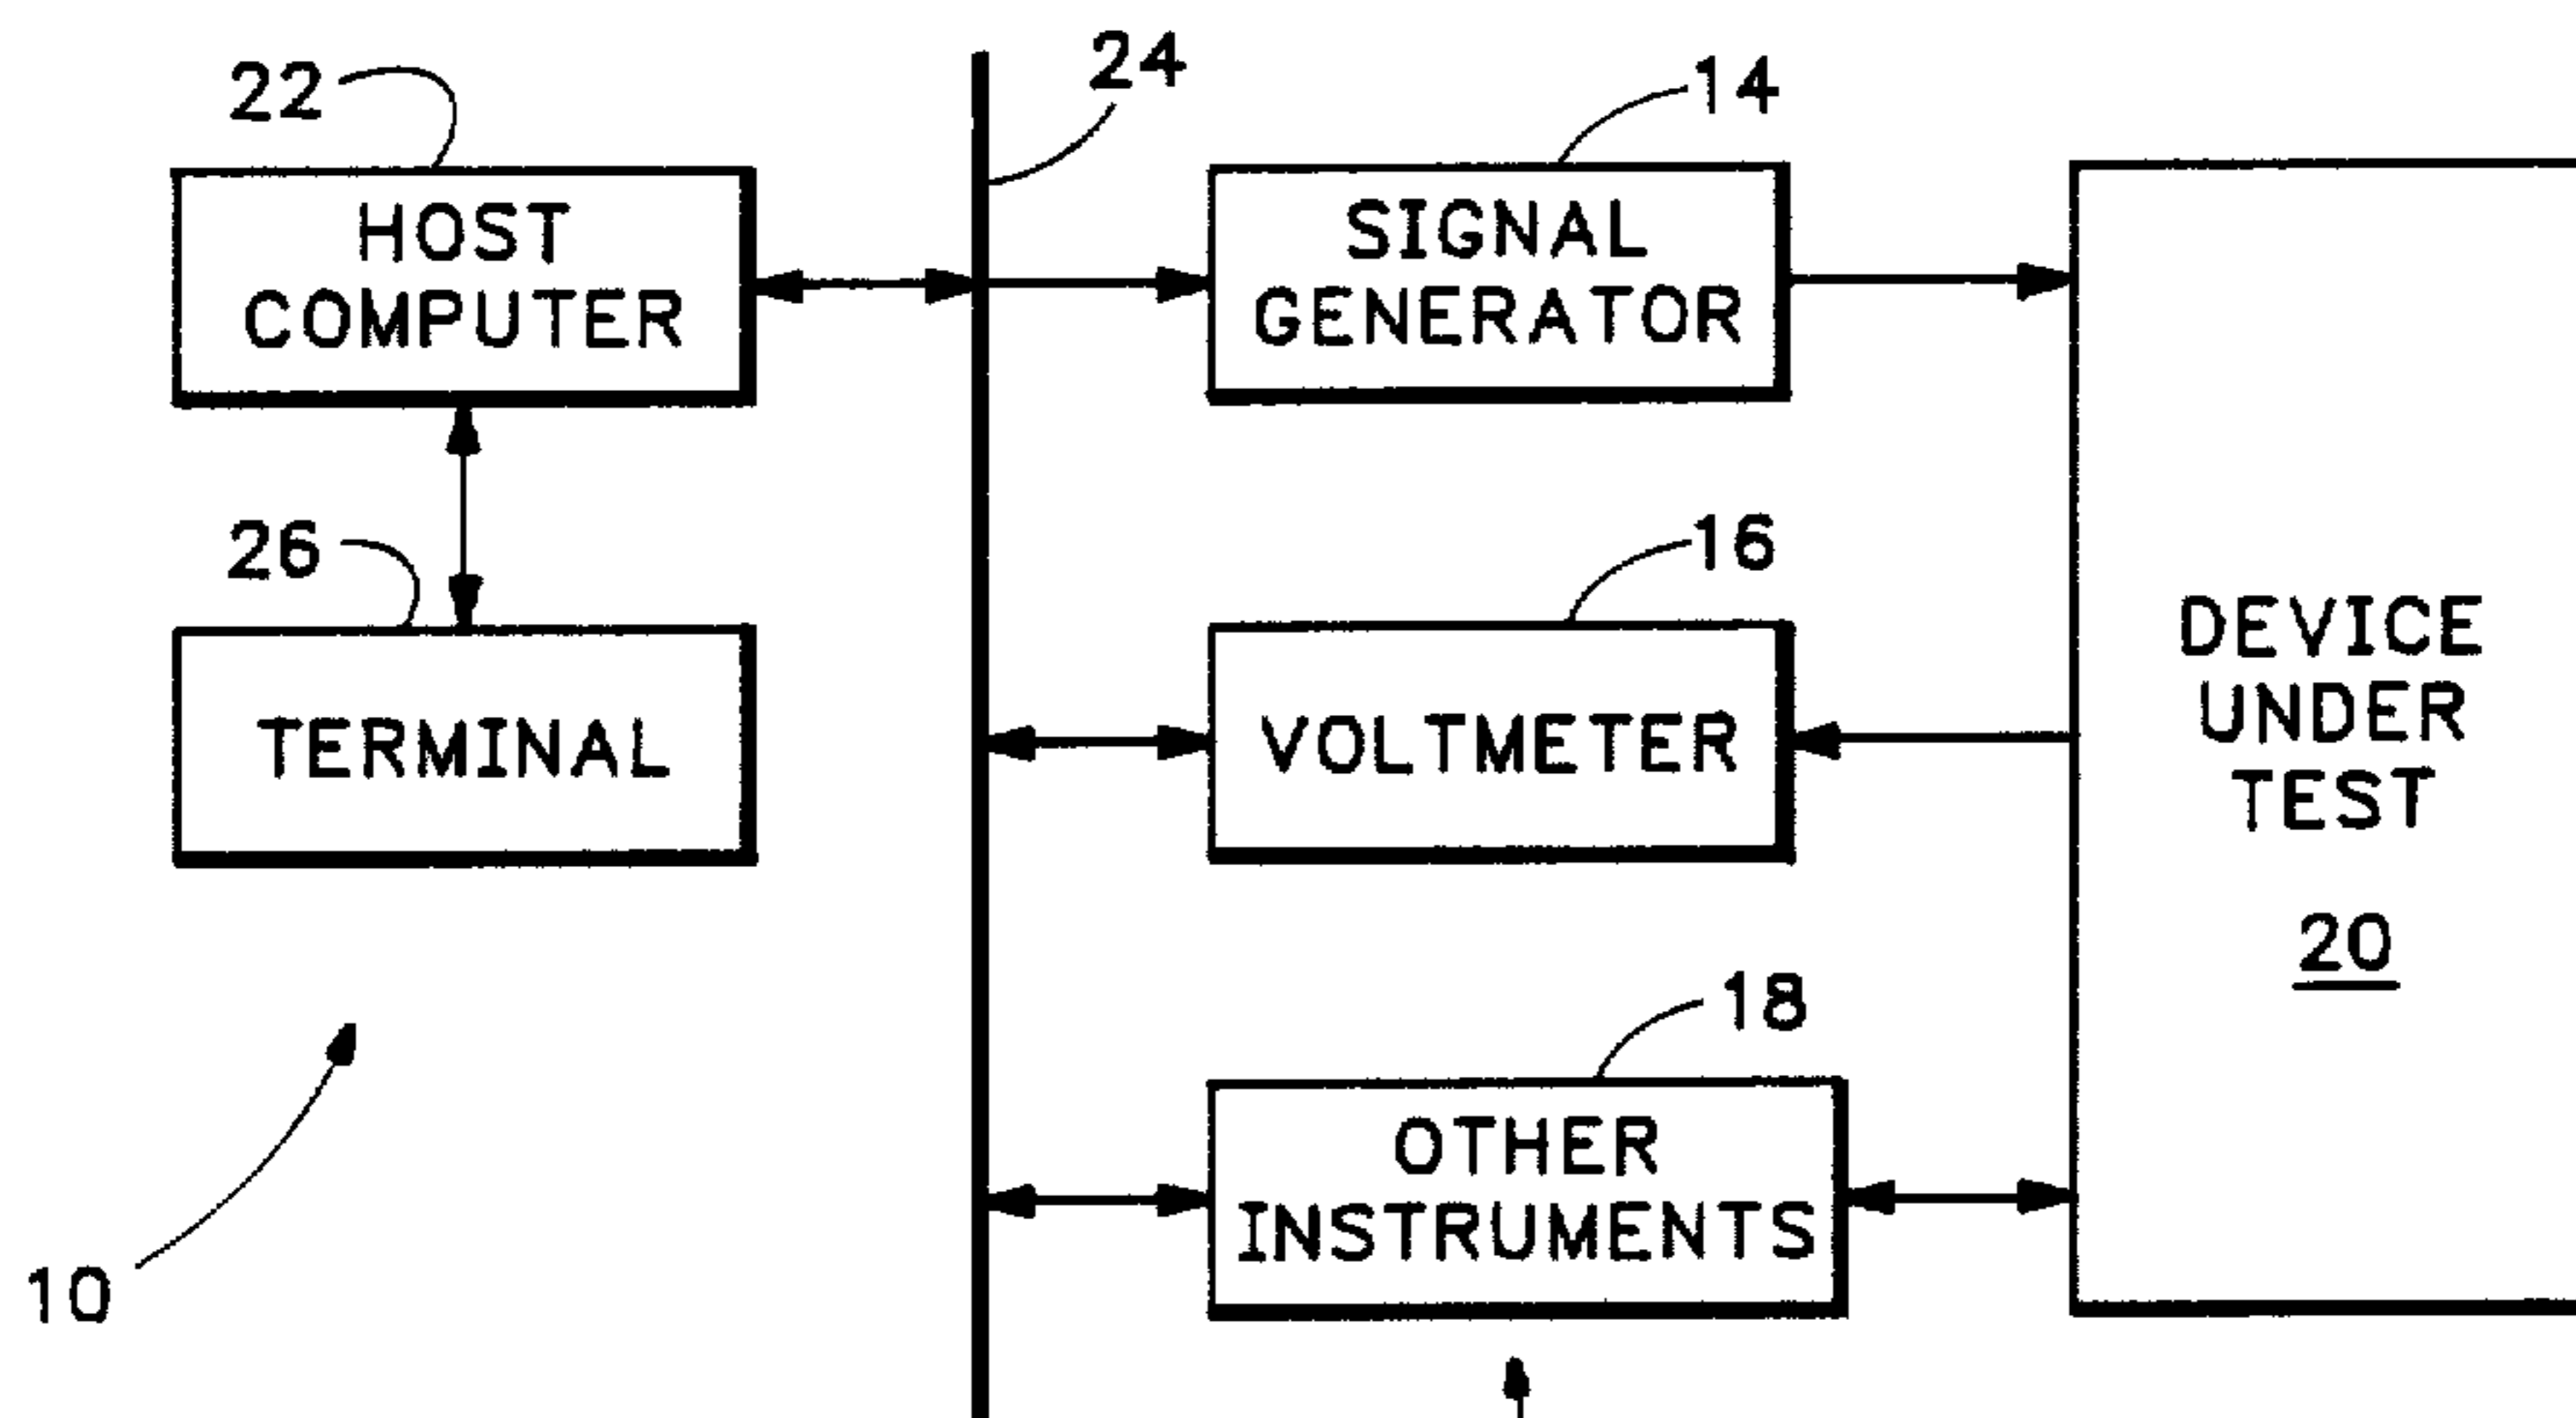 22
24
14
HOST
COMPUTER
SIGNAL
GENERATOR
26
16
TERMINAL
VOLTMETER
DEVICE
UNDER
TEST
20
18
OTHER
INSTRUMENTS
10